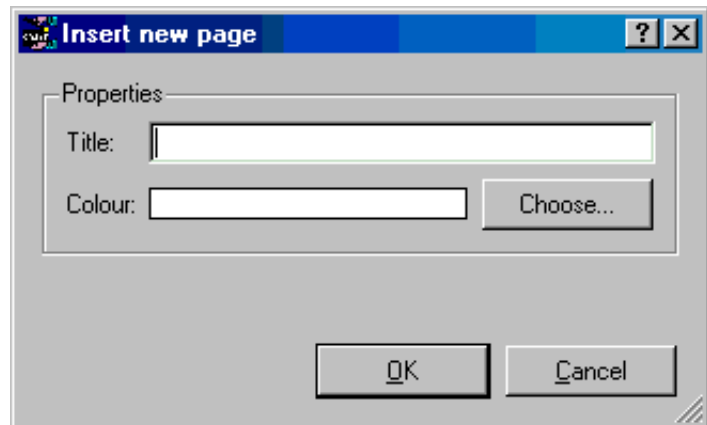 Insert new page
Properties
Title:
Colour:
Choose...
OK
Cancel